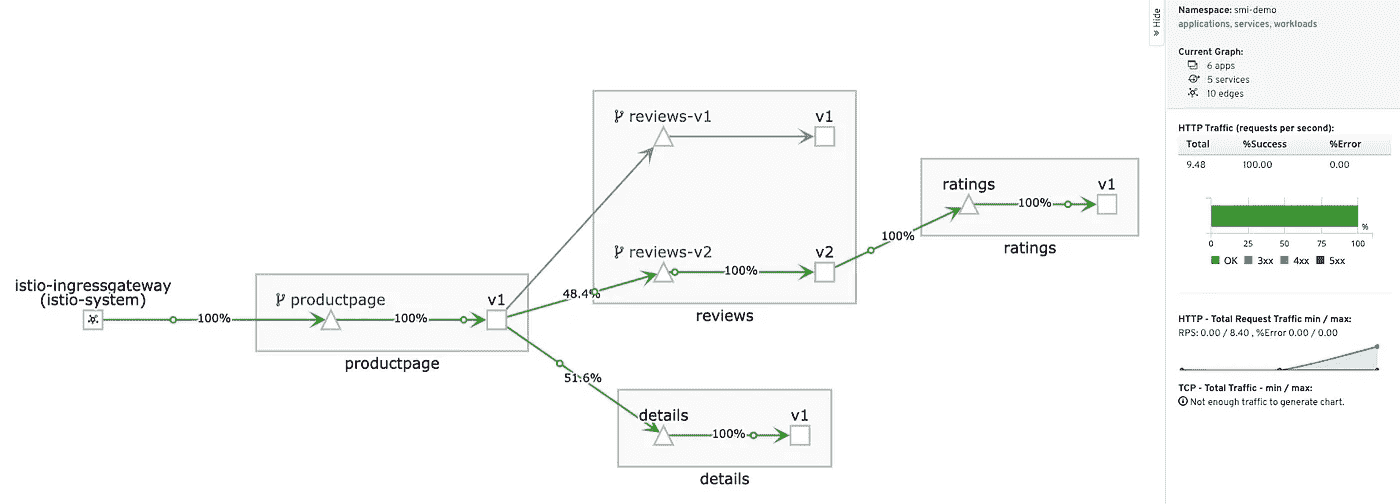 istio-ingressgateway
(istio-system)
100%
productpage
100%
v1
productpage
reviews-v1
v1
reviews-v2
48.4%
100%
v2
reviews
51.6%
details
100%
v1
details
100%
ratings
100%
v1
ratings
Hide
Namespace: smi-demo
applications, services, workloads
Current Graph:
6 apps
5 services
10 edges
HTTP Traffic (requests per second):
Total %Success %Error
9.48 100.00 0.00
%
0 25 50 75 100
OK 3xx 4xx 5xx
HTTP - Total Request Traffic min / max:
RPS: 0.00 / 8.40 , %Error 0.00 / 0.00
TCP - Total Traffic - min / max:
Not enough traffic to generate chart.